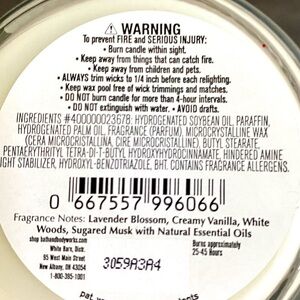 ⚠ WARNING
To prevent FIRE and SERIOUS INJURY:
• Burn candle within sight.
• Keep away from things that can catch fire.
• Keep away from children and pets.
• ALWAYS trim wicks to 1/4 inch before each relighting.
• Keep wax pool free of wick trimmings and matches.
• DO NOT burn candle for more than 4-hour intervals.
• DO NOT extinguish with water. • Avoid drafts.
INGREDIENTS #400000023678: HYDROGENATED SOYBEAN OIL, PARAFFIN,
HYDROGENATED PALM OIL, FRAGRANCE (PARFUM), MICROCRYSTALLINE WAX
(CERA MICROCRISTALLINA, CIRE MICROCRISTALLINE), BUTYL STEARATE,
PENTAERYTHRITYL TETRA-DI-T-BUTYL HYDROXYHYDROCINNAMATE, HINDERED AMINE
LIGHT STABILIZER, HYDROXYL-BENZOTRIAZOLE, BHT. CONTAINS FRAGRANCE ALLERGENS.
0 667557 996066
Fragrance Notes: Lavender Blossom, Creamy Vanilla, White
Woods, Sugared Musk with Natural Essential Oils
shop bathandbodyworks.com
White Barn, Distr.
95 West Main Street
New Albany, OH 43054
1-800-395-1001
3059A3A4
Burns approximately
25-45 Hours